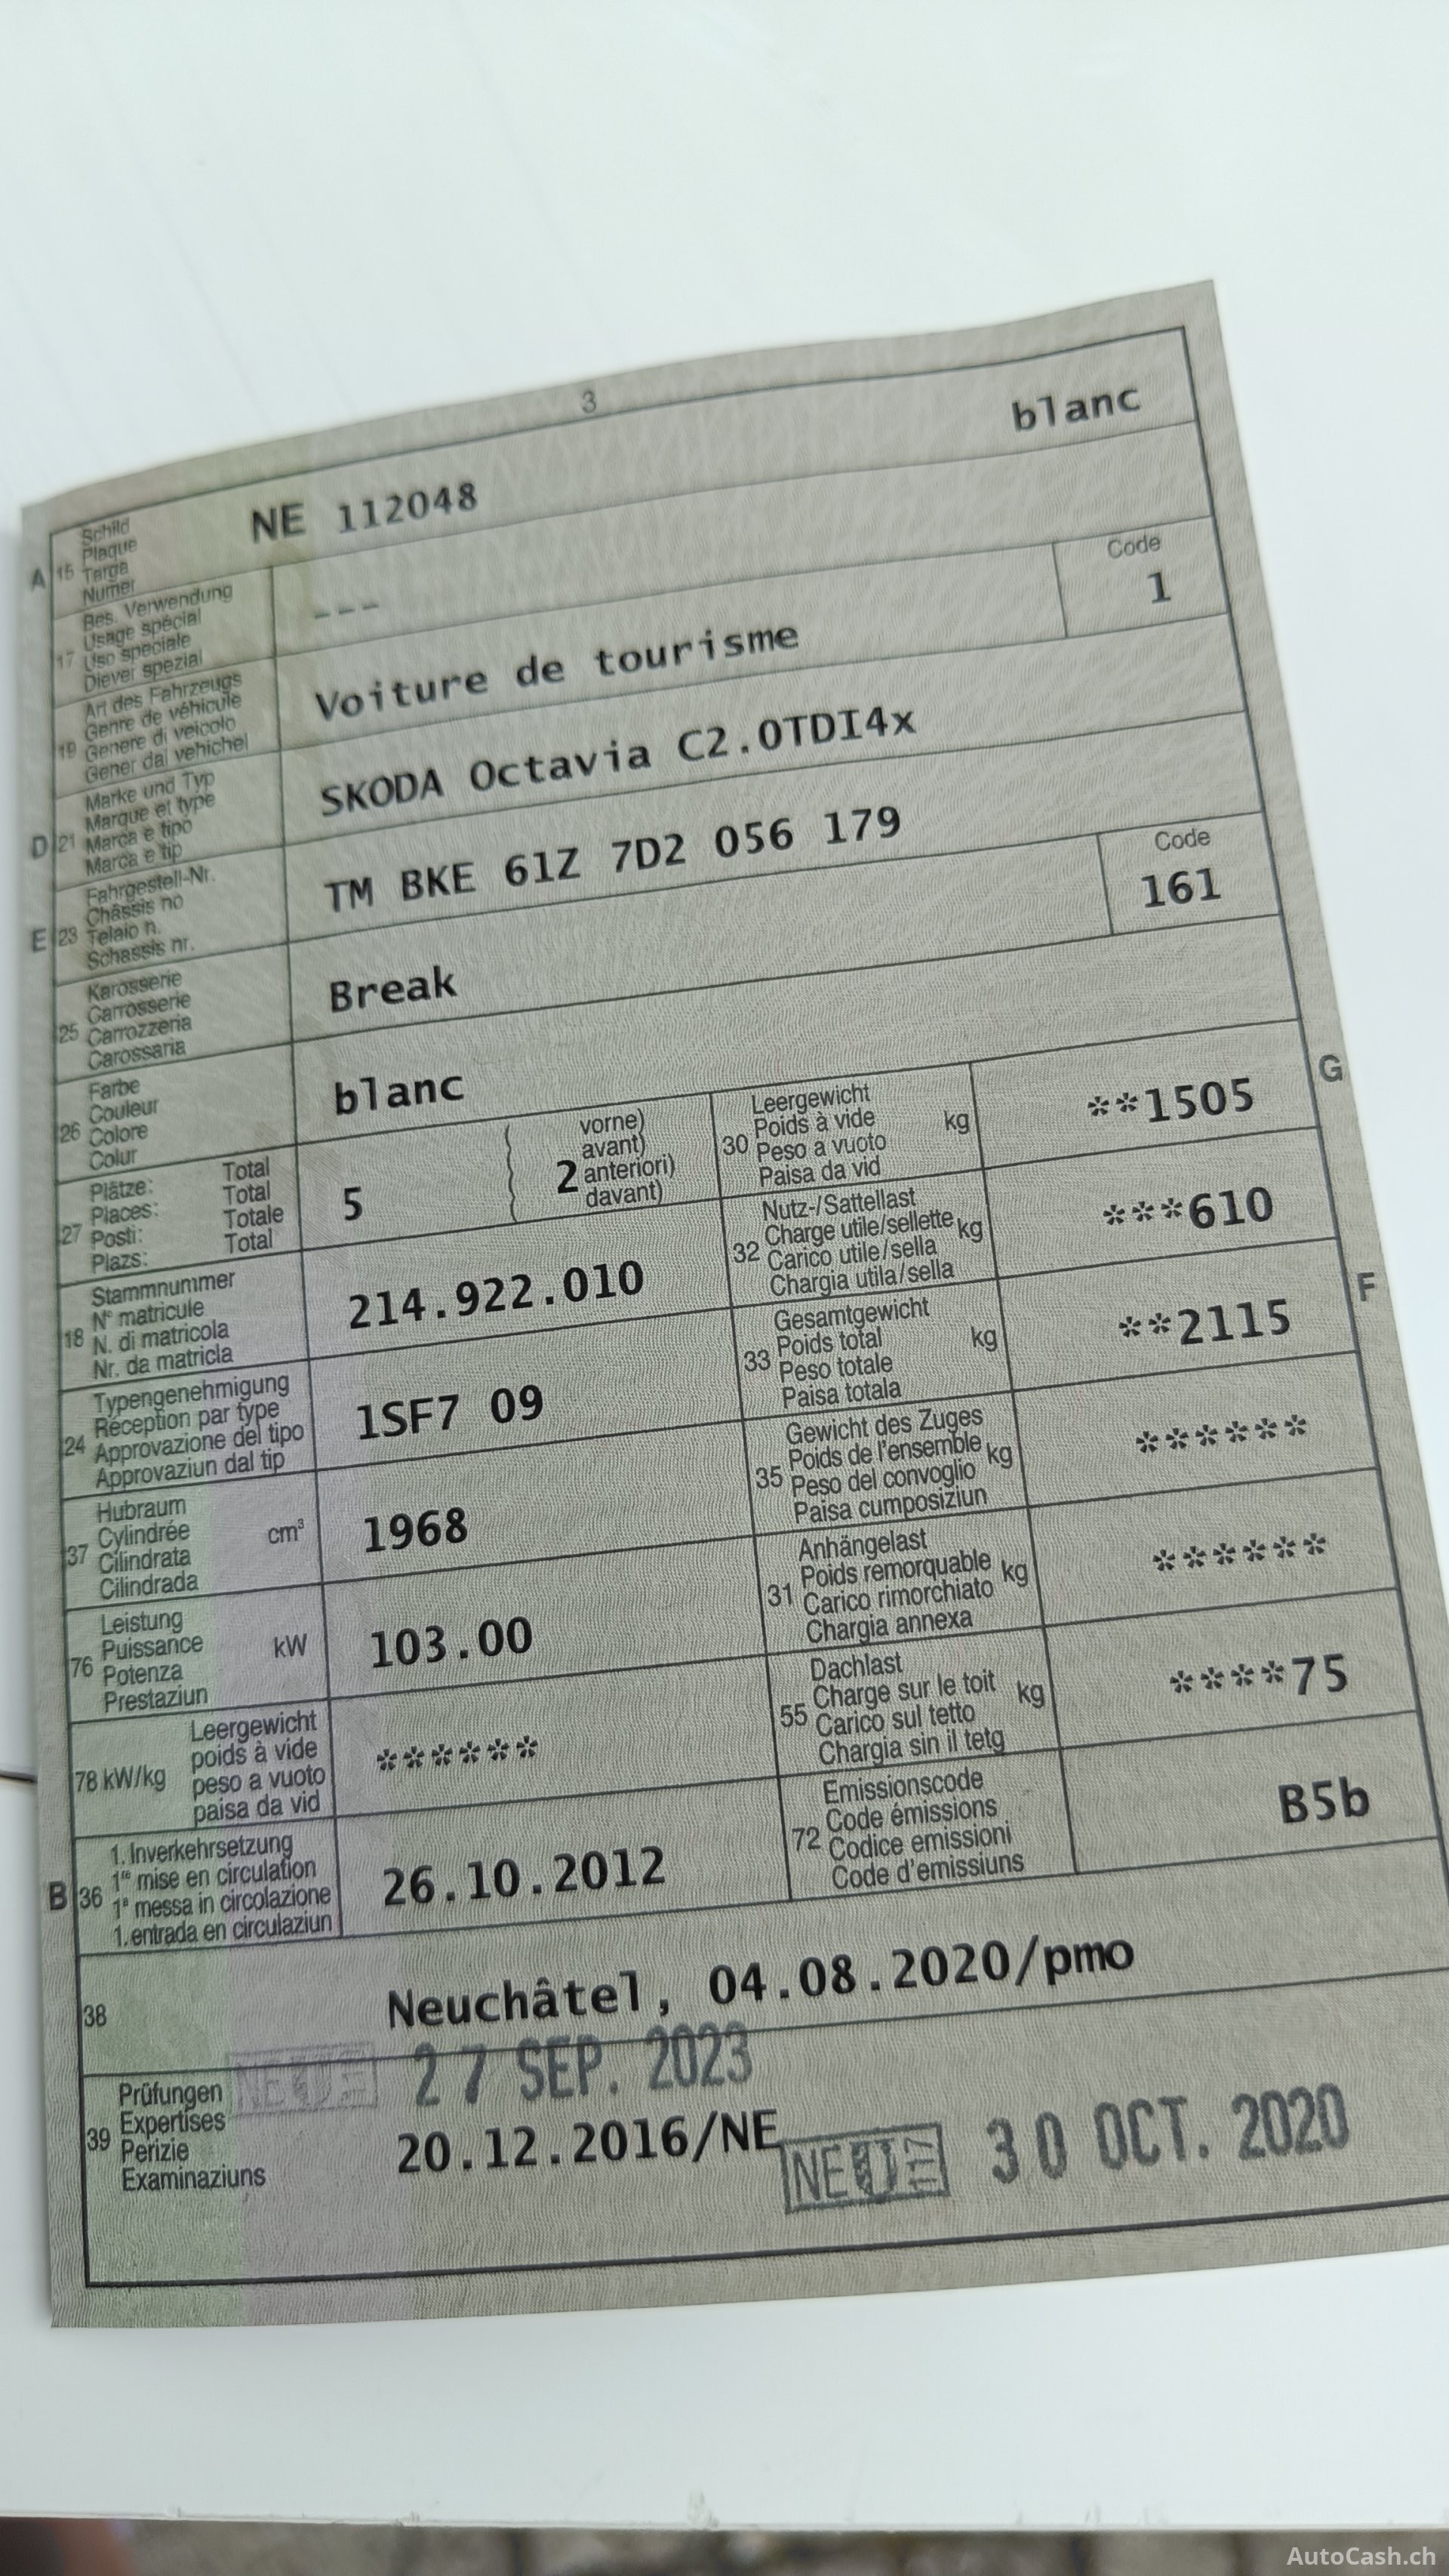 3
A 15 Schild Plaque Targa Numer NE 112048 blanc
17 Bes. Verwendung Usage spécial Uso speciale Diever spezial ---
19 Art des Fahrzeugs Genre de véhicule Genere di veicolo Gener dal vehichel Voiture de tourisme Code 1
D 21 Marke und Typ Marque et type Marca e tipo Marca e tip SKODA Octavia C2.0TDI4x
E 23 Fahrgestell-Nr. Châssis no Telaio n. Schassis nr. TM BKE 61Z 7D2 056 179
25 Karosserie Carrosserie Carrozzeria Carossaria Break Code 161
26 Farbe Couleur Colore Colur blanc
27 Plätze: Total Places: Total Posti: Totale Plazs: Total 5 2 vorne) avant) anteriori) davant)
30 Leergewicht Poids à vide Peso a vuoto Paisa da vid kg **1505 G
18 Stammnummer N° matricule N. di matricola Nr. da matricla 214.922.010
32 Nutz-/Sattellast Charge utile/sellette Carico utile/sella Chargia utila/sella kg ***610
24 Typengenehmigung Réception par type Approvazione del tipo Approvaziun dal tip 1SF7 09
33 Gesamtgewicht Poids total Peso totale Paisa totala kg **2115 F
37 Hubraum Cylindrée Cilindrata Cilindrada cm³ 1968
35 Gewicht des Zuges Poids de l'ensemble Peso del convoglio Paisa cumposiziun kg ******
76 Leistung Puissance Potenza Prestaziun kW 103.00
31 Anhängelast Poids remorquable Carico rimorchiato Chargia annexa kg ******
78 kW/kg Leergewicht poids à vide peso a vuoto paisa da vid ******
55 Dachlast Charge sur le toit Carico sul tetto Chargia sin il tetg kg ****75
B 36 1. Inverkehrsetzung 1re mise en circulation 1a messa in circolazione 1. entrada en circulaziun 26.10.2012
72 Emissionscode Code émissions Codice emissioni Code d'emissiuns B5b
38 Neuchâtel, 04.08.2020/pmo
27 SEP. 2023
39 Prüfungen Expertises Perizie Examinaziuns 20.12.2016/NE 30 OCT. 2020
AutoCash.ch